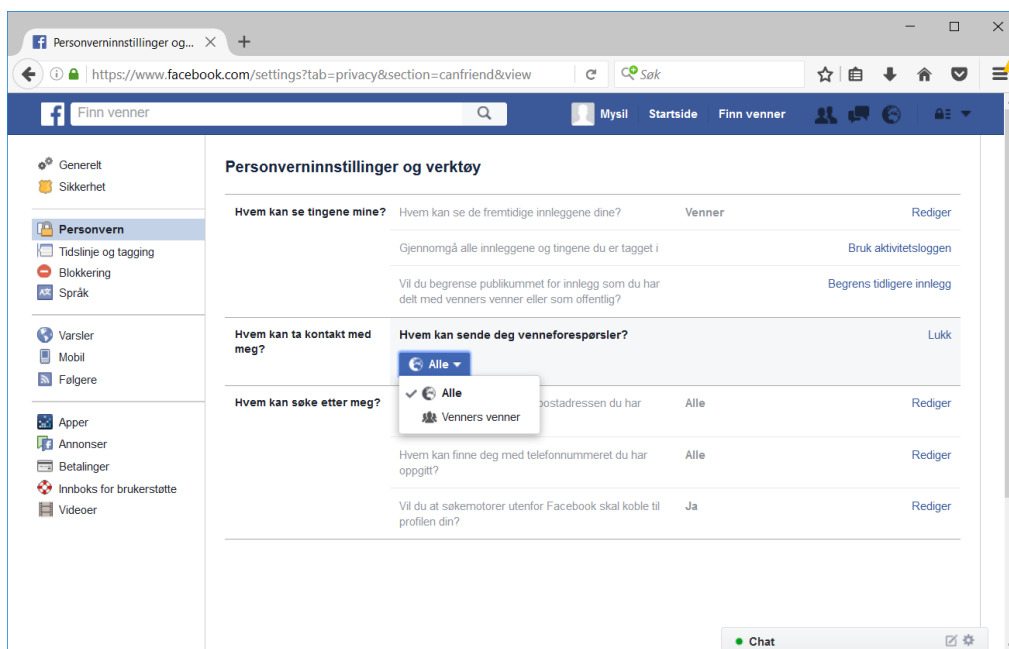 Personverninnstillinger og...
https://www.facebook.com/settings?tab=privacy&section=canfriend&view
Søk
Finn venner
Mysil
Startside
Finn venner
Generelt
Sikkerhet
Personvern
Tidslinje og tagging
Blokkering
Språk
Varsler
Mobil
Følgere
Apper
Annonser
Betalinger
Innboks for brukerstøtte
Videoer
Personverninnstillinger og verktøy
Hvem kan se tingene mine?
Hvem kan se de fremtidige innleggene dine?
Venner
Rediger
Gjennomgå alle innleggene og tingene du er tagget i
Bruk aktivitetsloggen
Vil du begrense publikummet for innlegg som du har
delt med venners venner eller som offentlig?
Begrens tidligere innlegg
Hvem kan ta kontakt med
meg?
Hvem kan sende deg venneforespørsler?
Lukk
Alle
Alle
Venners venner
Hvem kan søke etter meg?
postadressen du har
Alle
Rediger
Hvem kan finne deg med telefonnummeret du har
oppgitt?
Alle
Rediger
Vil du at søkemotorer utenfor Facebook skal koble til
profilen din?
Ja
Rediger
Chat